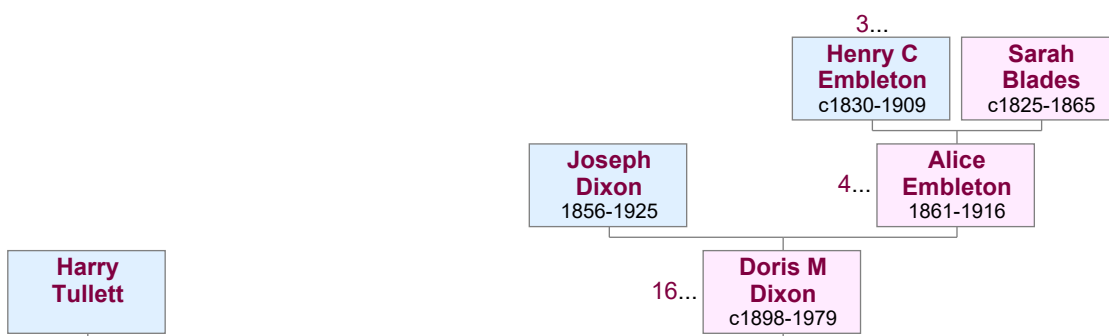 3...
Henry C
Embleton
c1830-1909
Sarah
Blades
c1825-1865
Joseph
Dixon
1856-1925
4...
Alice
Embleton
1861-1916
Harry
Tullett
16...
Doris M
Dixon
c1898-1979